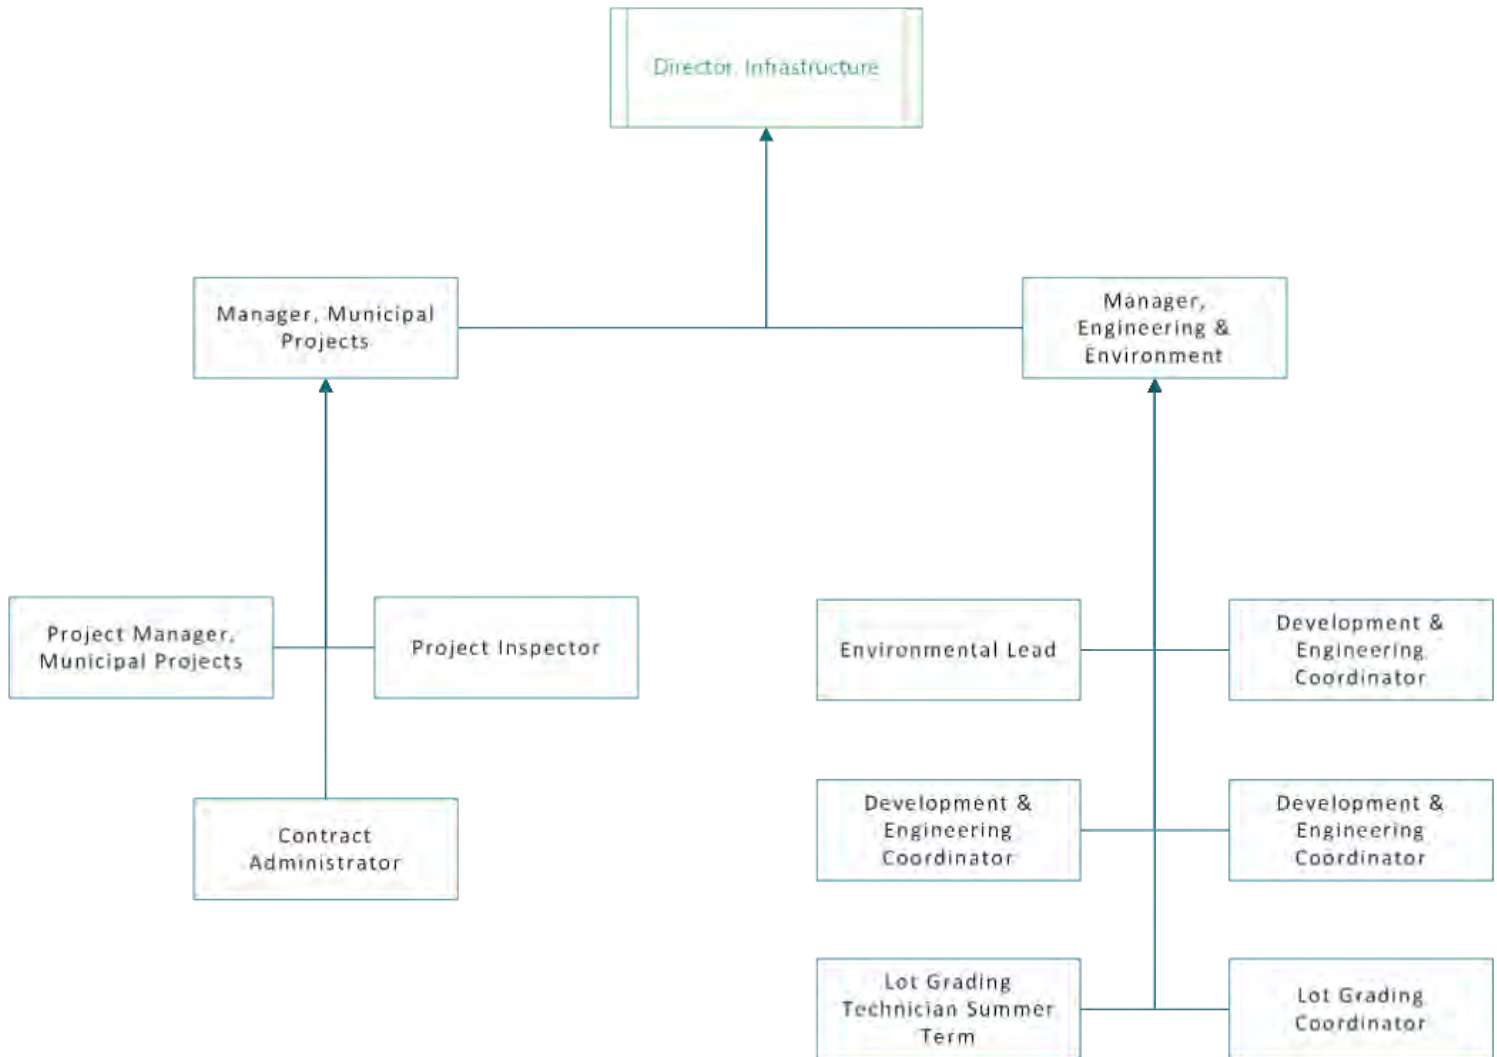 Director, Infrastructure
Manager, Municipal
Projects
Manager,
Engineering &
Environment
Project Manager,
Municipal Projects
Project Inspector
Contract
Administrator
Environmental Lead
Development &
Engineering
Coordinator
Development &
Engineering
Coordinator
Development &
Engineering
Coordinator
Lot Grading
Technician Summer
Term
Lot Grading
Coordinator